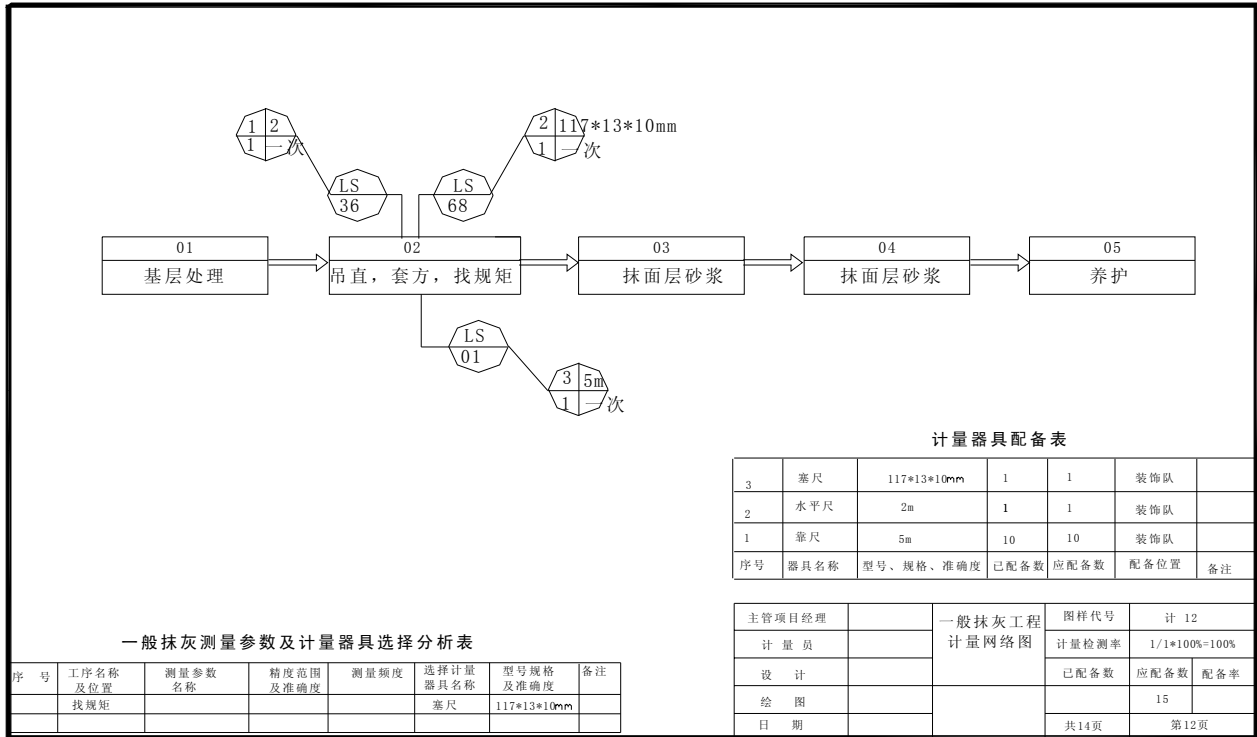 1 2
1 一次
2 117*13*10mm
1 一次
LS
36
LS
68
01
基层处理
02
吊直，套方，找规矩
03
抹面层砂浆
04
抹面层砂浆
05
养护
LS
01
3 5m
1 一次
计量器具配备表
3 塞尺 117*13*10mm 1 1 装饰队
2 水平尺 2m 1 1 装饰队
1 靠尺 5m 10 10 装饰队
序号 器具名称 型号、规格、准确度 已配备数 应配备数 配备位置 备注
一般抹灰测量参数及计量器具选择分析表
序 号 工序名称及位置 测量参数名称 精度范围及准确度 测量频度 选择计量器具名称 型号规格及准确度 备注
找规矩 塞尺 117*13*10mm
主管项目经理 一般抹灰工程 图样代号 计 12
计 量 员 计量网络图 计量检测率 1/1*100%=100%
设 计 已配备数 应配备数 配备率
绘 图 15
日 期 共14页 第12页